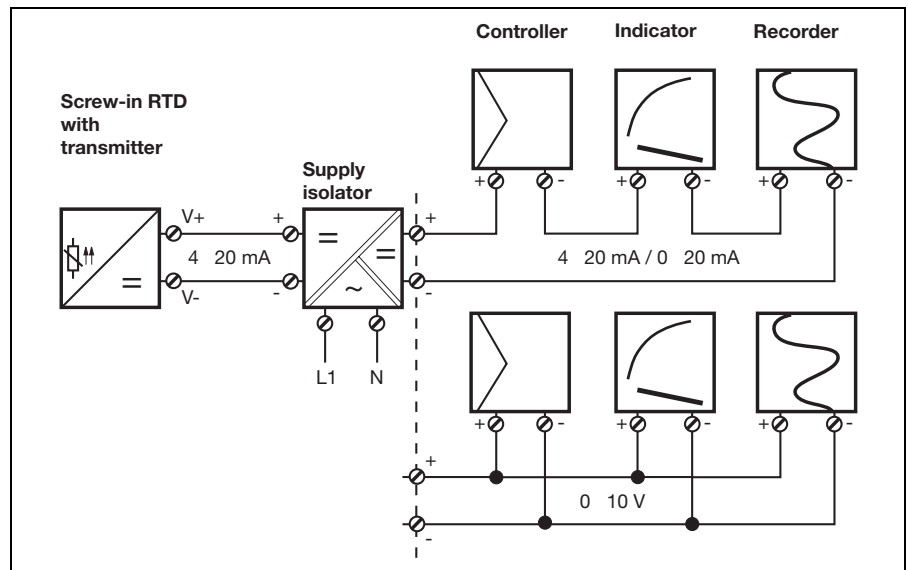 Controller Indicator Recorder
Screw-in RTD
with
transmitter
Supply
isolator
+ - + - + -
V+ + +
4 20 mA
4 20 mA / 0 20 mA
V- - -
L1 N
+ - + - + -
+
0 10 V
-